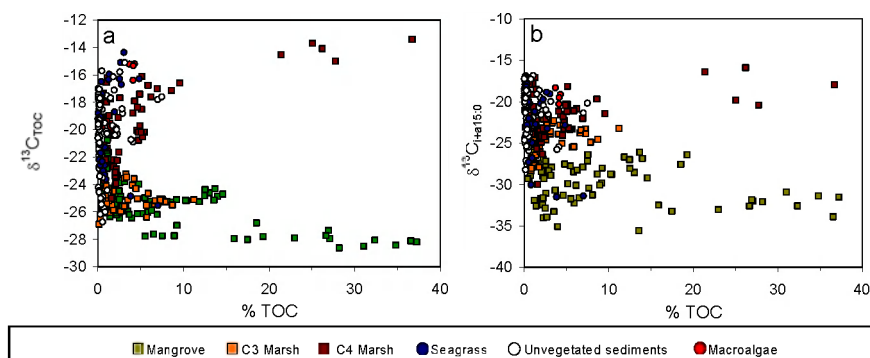 a
-12
-14
-16
-18
-20
-22
-24
-26
-28
-30
δ¹³C_TOC
0 10 20 30 40
% TOC
b
-10
-15
-20
-25
-30
-35
-40
δ¹³C_i+a15:0
0 10 20 30 40
% TOC
Mangrove C3 Marsh C4 Marsh Seagrass Unvegetated sediments Macroalgae